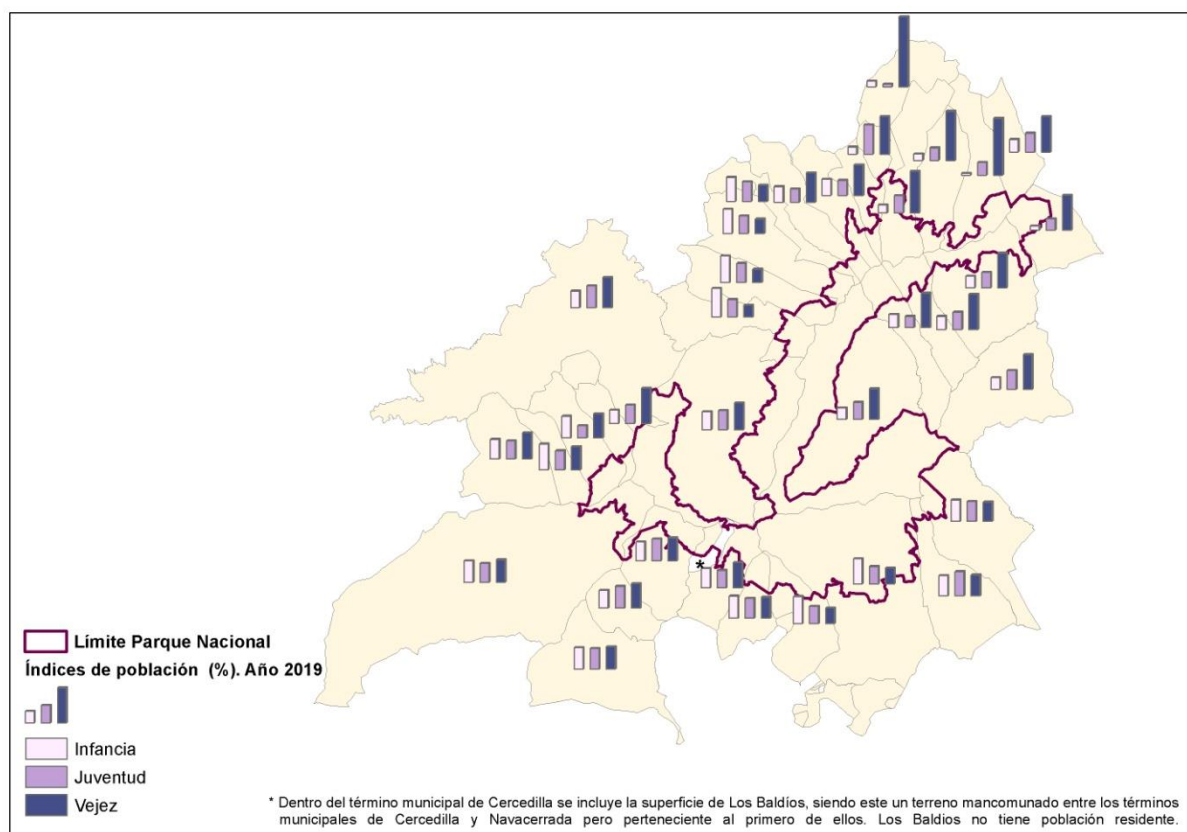 *
Límite Parque Nacional
Índices de población (%). Año 2019
Infancia
Juventud
Vejez
* Dentro del término municipal de Cercedilla se incluye la superficie de Los Baldíos, siendo este un terreno mancomunado entre los términos
municipales de Cercedilla y Navacerrada pero perteneciente al primero de ellos. Los Baldios no tiene población residente.